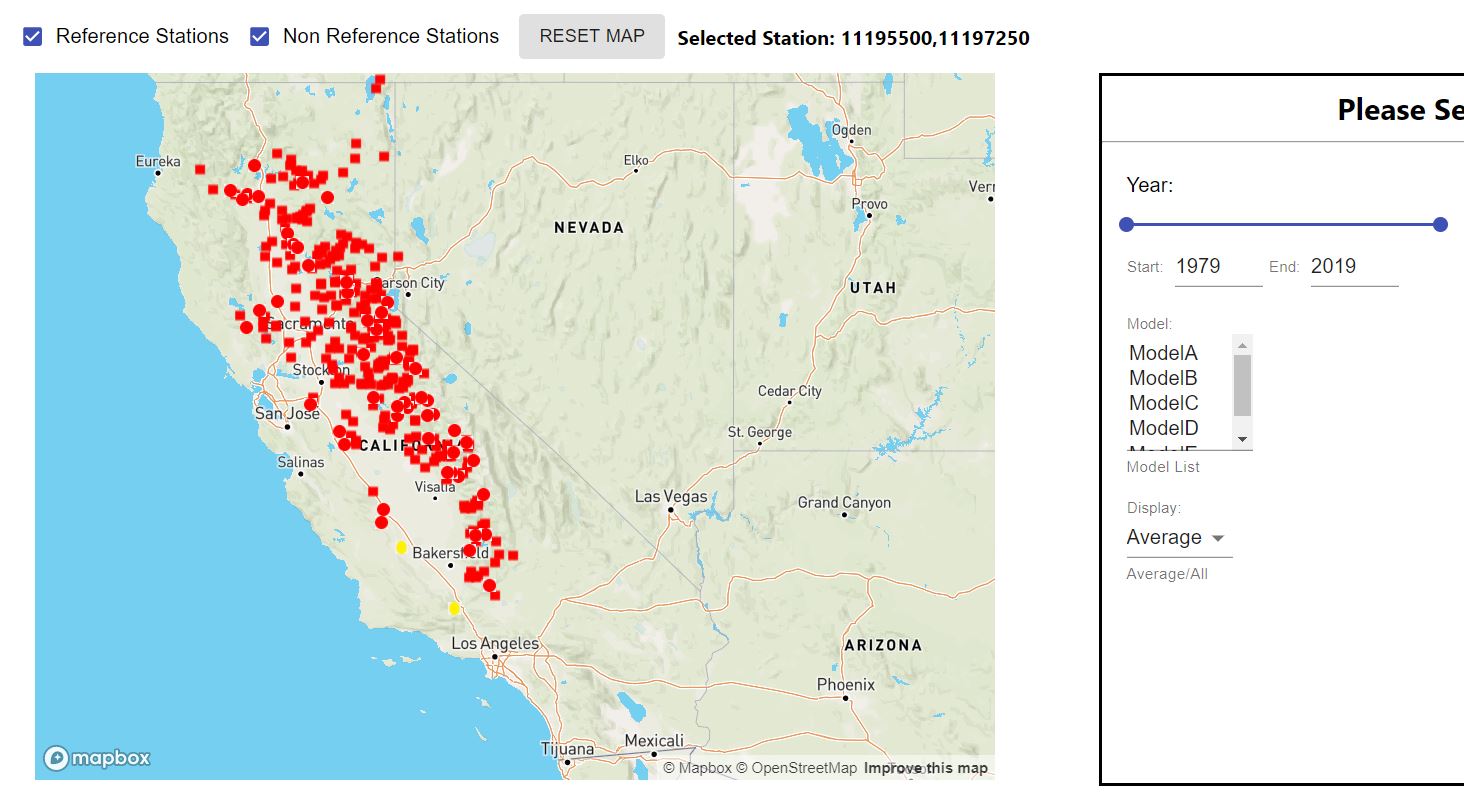 Reference Stations
Non Reference Stations
RESET MAP
Selected Station: 11195500,11197250
Please Se
Ogden
Eureka
Elko
Provo
NEVADA
arson City
UTAH
Sacramento
Stockton
Cedar City
San Jose
St. George
CALIFORNIA
Salinas
Visalia
Las Vegas
Grand Canyon
Bakersfield
Los Angeles
ARIZONA
Phoenix
Tijuana
Mexicali
mapbox
© Mapbox © OpenStreetMap Improve this map
Year:
Start: 1979 End: 2019
Model:
ModelA
ModelB
ModelC
ModelD
Model List
Display:
Average
Average/All